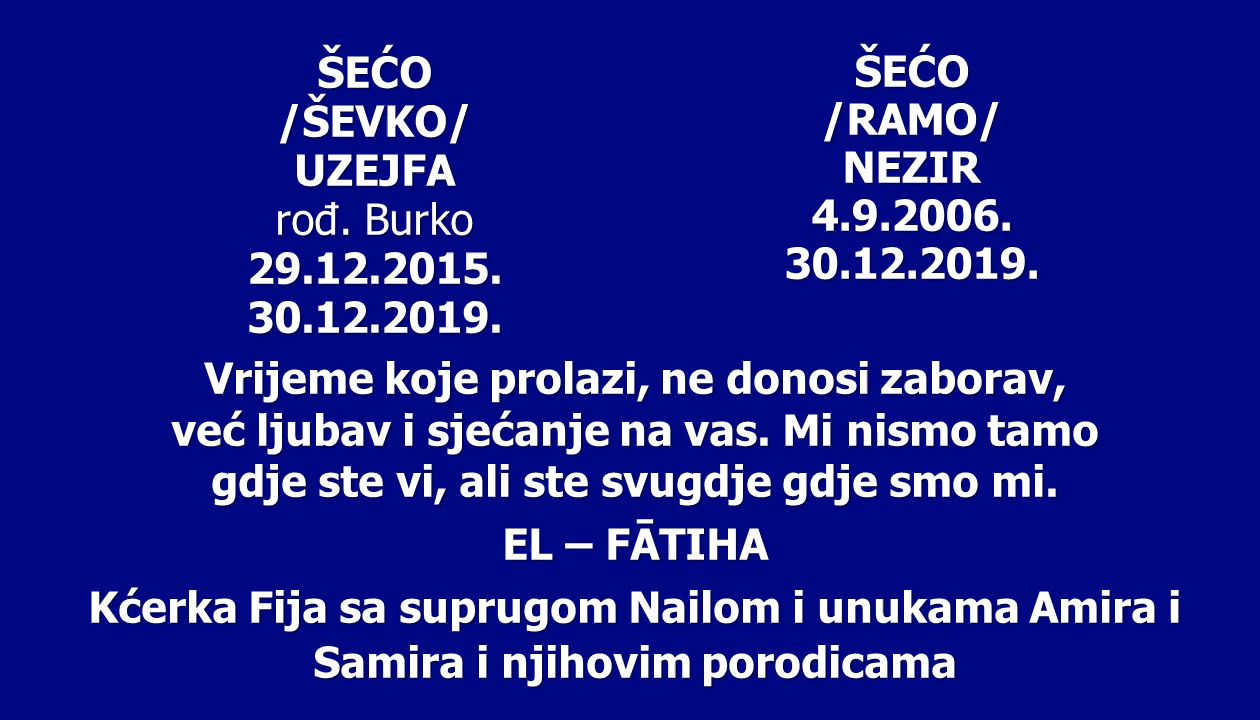 ŠEĆO
/ŠEVKO/
UZEJFA
rođ. Burko
29.12.2015.
30.12.2019.
ŠEĆO
/RAMO/
NEZIR
4.9.2006.
30.12.2019.
Vrijeme koje prolazi, ne donosi zaborav,
već ljubav i sjećanje na vas. Mi nismo tamo
gdje ste vi, ali ste svugdje gdje smo mi.
EL – FĀTIHA
Kćerka Fija sa suprugom Nailom i unukama Amira i
Samira i njihovim porodicama